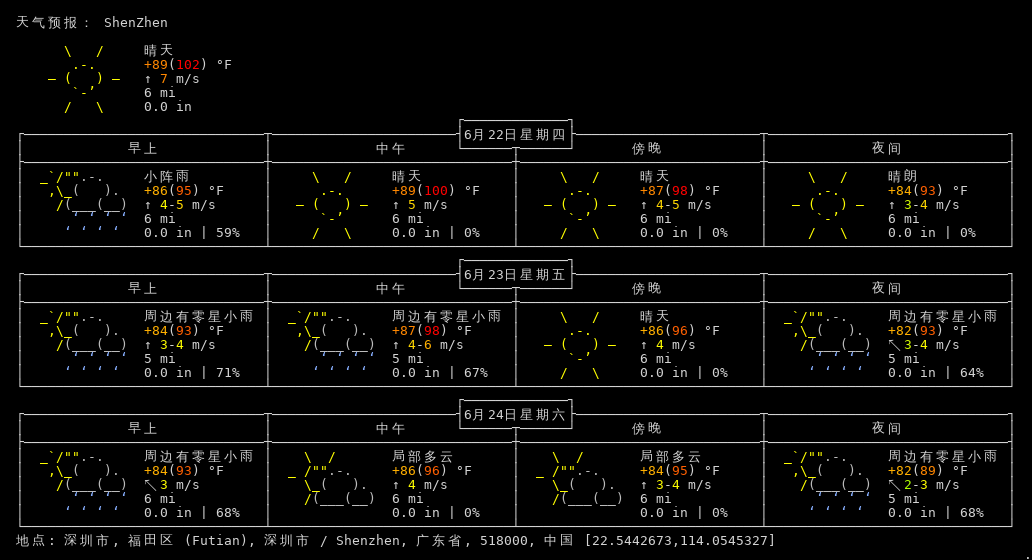 天气预报： ShenZhen
晴天
+89(102) °F
↑ 7 m/s
6 mi
0.0 in
6月22日星期四
早上 中午 傍晚 夜间
小阵雨 晴天 晴天 晴朗
+86(95) °F +89(100) °F +87(98) °F +84(93) °F
↑ 4-5 m/s ↑ 5 m/s ↑ 4-5 m/s ↑ 3-4 m/s
6 mi 6 mi 6 mi 6 mi
0.0 in | 59% 0.0 in | 0% 0.0 in | 0% 0.0 in | 0%
6月23日星期五
早上 中午 傍晚 夜间
周边有零星小雨 周边有零星小雨 晴天 周边有零星小雨
+84(93) °F +87(98) °F +86(96) °F +82(93) °F
↑ 3-4 m/s ↑ 4-6 m/s ↑ 4 m/s ↖ 3-4 m/s
5 mi 5 mi 6 mi 5 mi
0.0 in | 71% 0.0 in | 67% 0.0 in | 0% 0.0 in | 64%
6月24日星期六
早上 中午 傍晚 夜间
周边有零星小雨 局部多云 局部多云 周边有零星小雨
+84(93) °F +86(96) °F +84(95) °F +82(89) °F
↖ 3 m/s ↑ 4 m/s ↑ 3-4 m/s ↖ 2-3 m/s
6 mi 6 mi 6 mi 5 mi
0.0 in | 68% 0.0 in | 0% 0.0 in | 0% 0.0 in | 68%
地点: 深圳市, 福田区 (Futian), 深圳市 / Shenzhen, 广东省, 518000, 中国 [22.5442673,114.0545327]